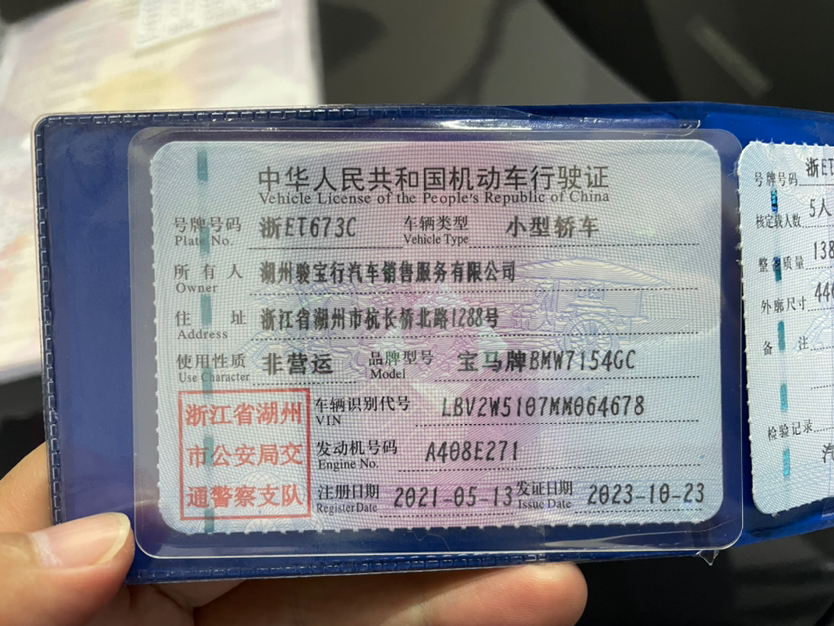 中华人民共和国机动车行驶证
Vehicle License of the People's Republic of China
号牌号码 浙ET673C 车辆类型 小型轿车
Plate No. Vehicle Type
所有人 湖州骏宝行汽车销售服务有限公司
Owner
住址 浙江省湖州市杭长桥北路1288号
Address
使用性质 非营运 品牌型号 宝马牌BMW7154GC
Use Character Model
浙江省湖州
市公安局交
通警察支队
车辆识别代号 LBV2W5107MM064678
VIN
发动机号码 A408E271
Engine No.
注册日期 2021-05-13 发证日期 2023-10-23
Register Date Issue Date
号牌号码 浙ET
核定载人数 5人
整备质量 138
外廓尺寸 446
备注
检验记录